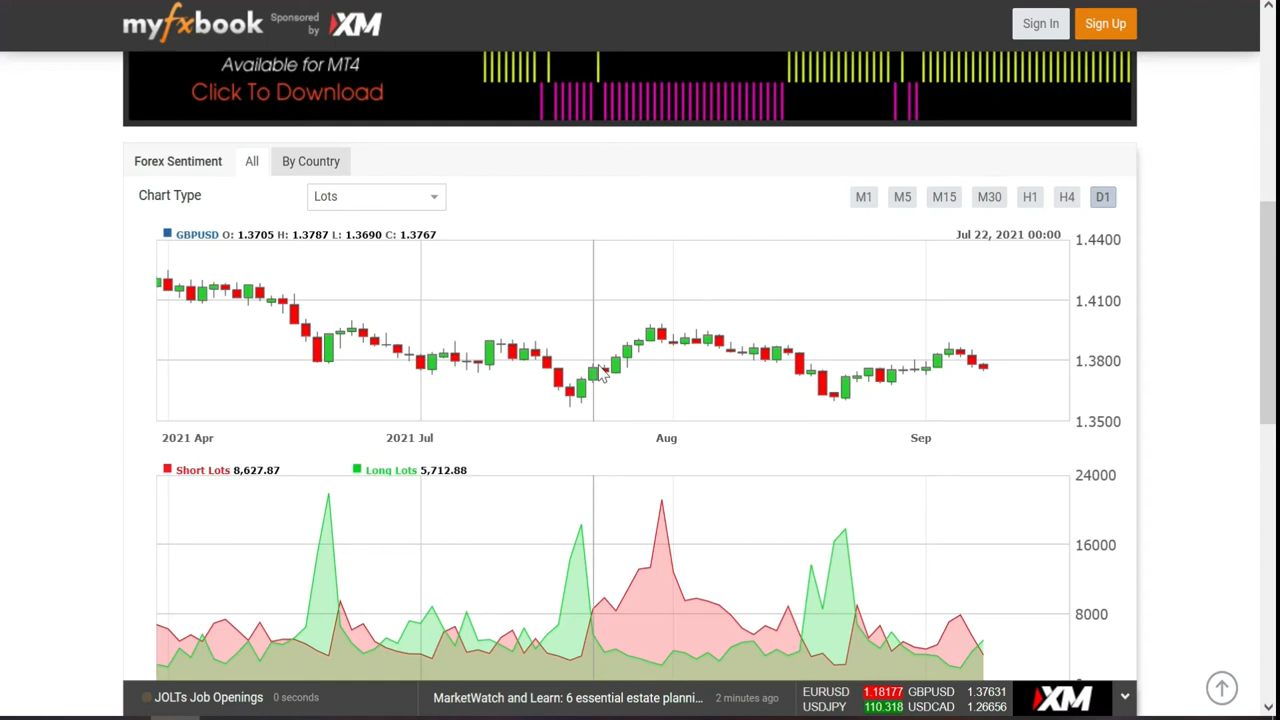 myfxbook Sponsored by XM
Sign In Sign Up
Available for MT4
Click To Download
Forex Sentiment All By Country
Chart Type Lots M1 M5 M15 M30 H1 H4 D1
GBPUSD O: 1.3705 H: 1.3787 L: 1.3690 C: 1.3767 Jul 22, 2021 00:00
1.4400
1.4100
1.3800
1.3500
2021 Apr 2021 Jul Aug Sep
Short Lots 8,627.87 Long Lots 5,712.88
24000
16000
8000
JOLTs Job Openings 0 seconds MarketWatch and Learn: 6 essential estate planni... 2 minutes ago
EURUSD 1.18177 GBPUSD 1.37631
USDJPY 110.318 USDCAD 1.26656
XM